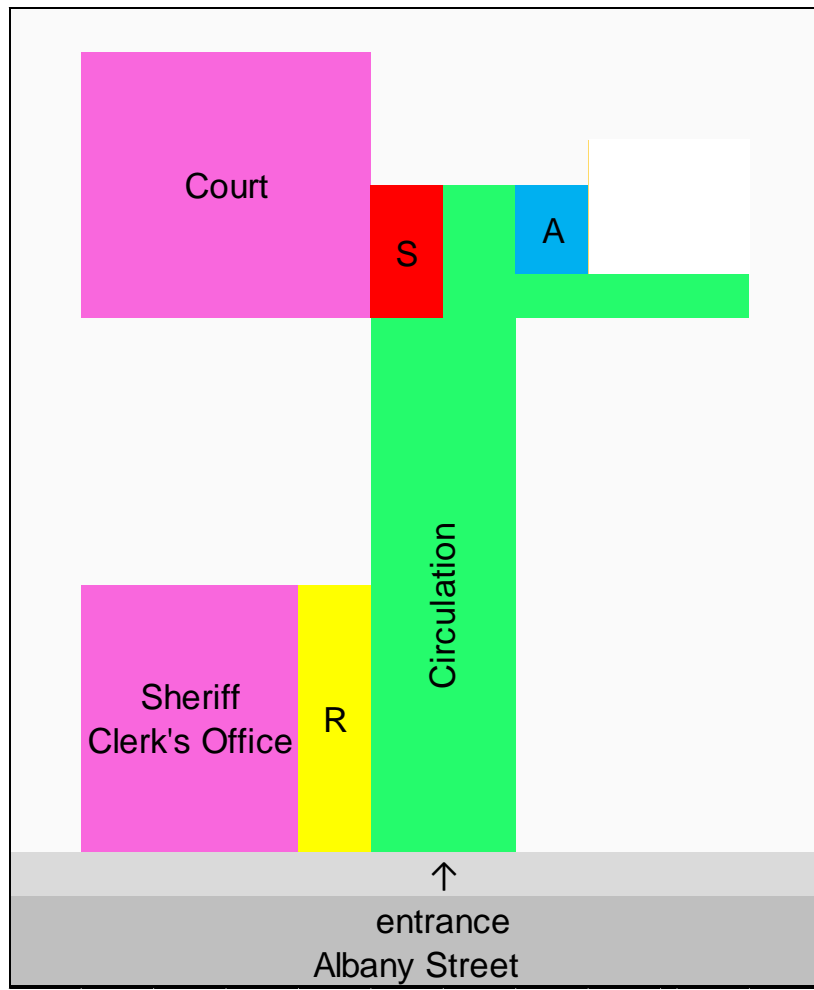 Court
S
A
Circulation
Sheriff
Clerk's Office
R
↑
entrance
Albany Street